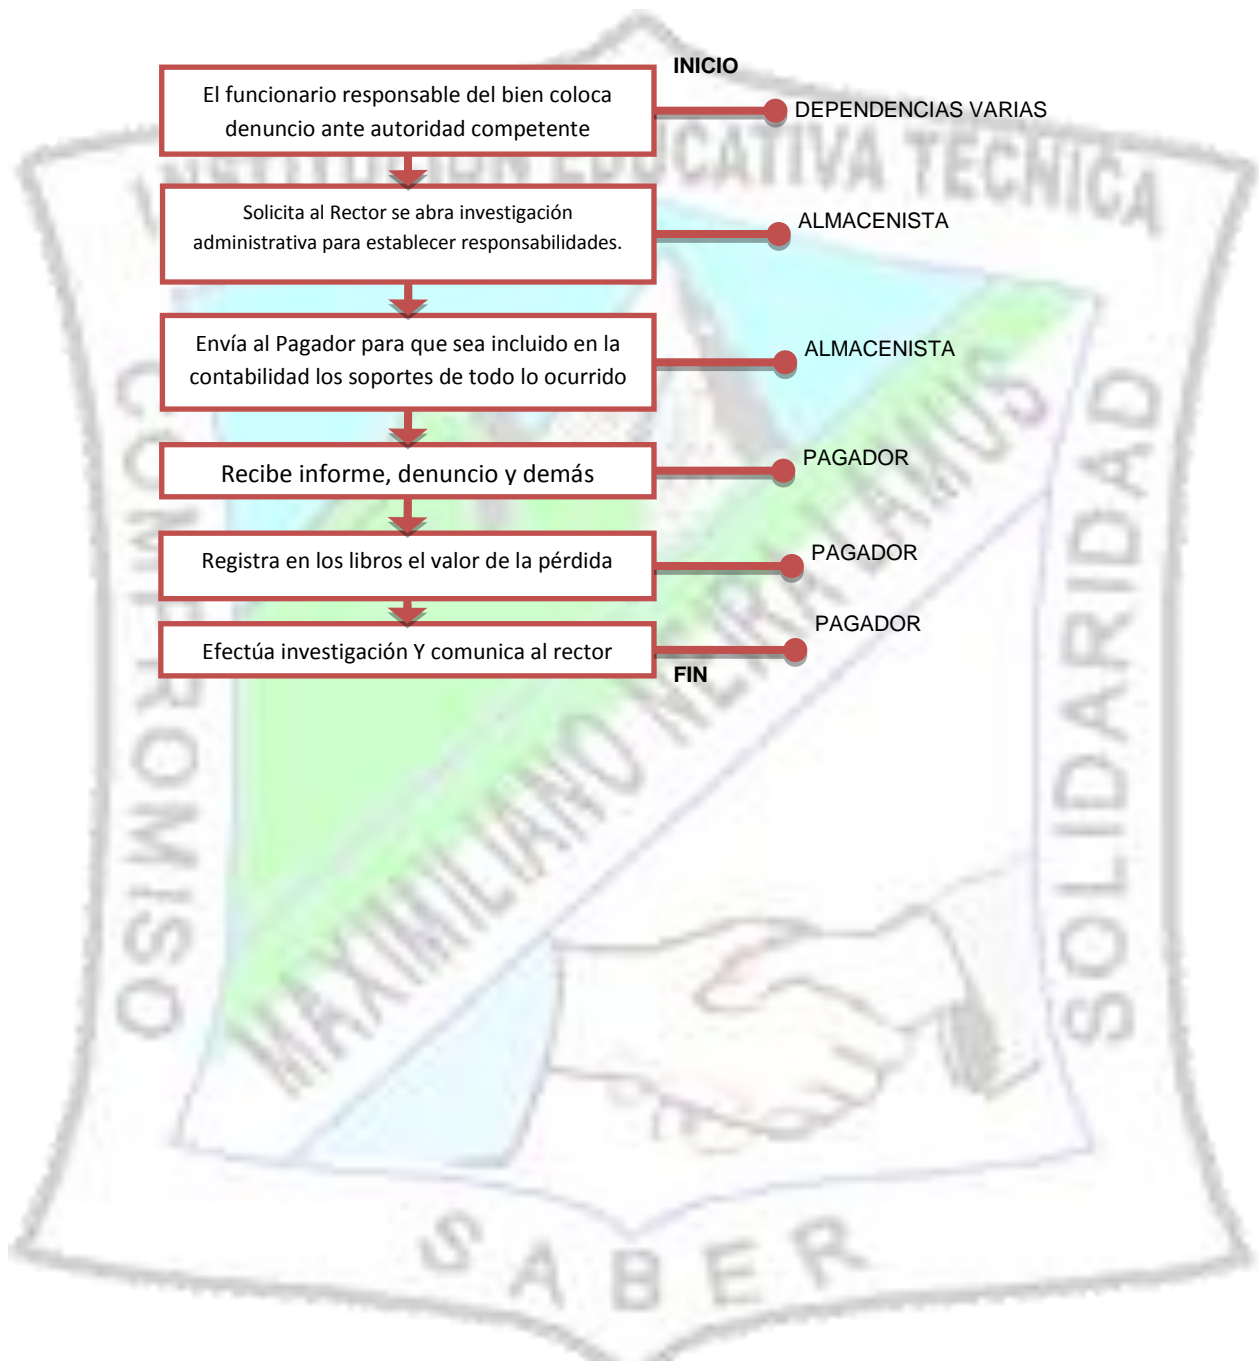 INICIO
El funcionario responsable del bien coloca
denuncio ante autoridad competente
DEPENDENCIAS VARIAS
INSTITUCION EDUCATIVA TECNICA
Solicita al Rector se abra investigación
administrativa para establecer responsabilidades.
ALMACENISTA
Envía al Pagador para que sea incluido en la
contabilidad los soportes de todo lo ocurrido
ALMACENISTA
Recibe informe, denuncio y demás
PAGADOR
Registra en los libros el valor de la pérdida
PAGADOR
Efectúa investigación Y comunica al rector
PAGADOR
FIN
COMPROMISO
MAXIMILIANO NEIRA LAMUS
SOLIDARIDAD
SABER